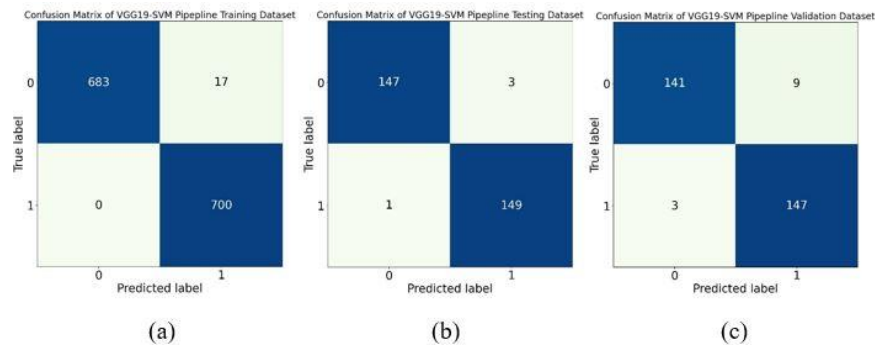 Confusion Matrix of VGG19-SVM Pipepline Training Dataset
0
683
17
True label
1
0
700
0
1
Predicted label
(a)
Confusion Matrix of VGG19-SVM Pipepline Testing Dataset
0
147
3
True label
1
1
149
0
1
Predicted label
(b)
Confusion Matrix of VGG19-SVM Pipepline Validation Dataset
0
141
9
True label
1
3
147
0
1
Predicted label
(c)